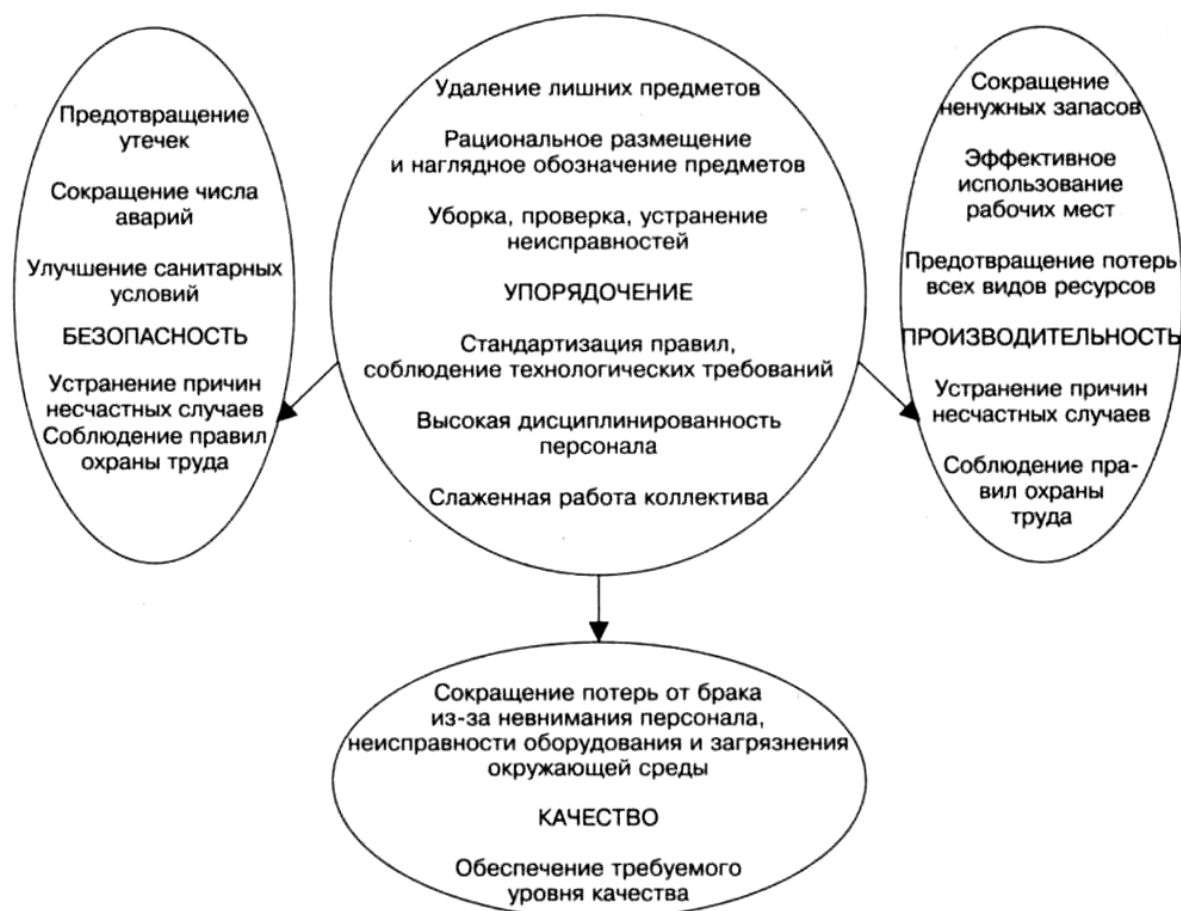 Предотвращение
утечек
Сокращение числа
аварий
Улучшение санитарных
условий
БЕЗОПАСНОСТЬ
Устранение причин
несчастных случаев
Соблюдение правил
охраны труда
Удаление лишних предметов
Рациональное размещение
и наглядное обозначение предметов
Уборка, проверка, устранение
неисправностей
УПОРЯДОЧЕНИЕ
Стандартизация правил,
соблюдение технологических требований
Высокая дисциплинированность
персонала
Слаженная работа коллектива
Сокращение
ненужных запасов
Эффективное
использование
рабочих мест
Предотвращение потерь
всех видов ресурсов
ПРОИЗВОДИТЕЛЬНОСТЬ
Устранение причин
несчастных случаев
Соблюдение пра-
вил охраны
труда
Сокращение потерь от брака
из-за невнимания персонала,
неисправности оборудования и загрязнения
окружающей среды
КАЧЕСТВО
Обеспечение требуемого
уровня качества